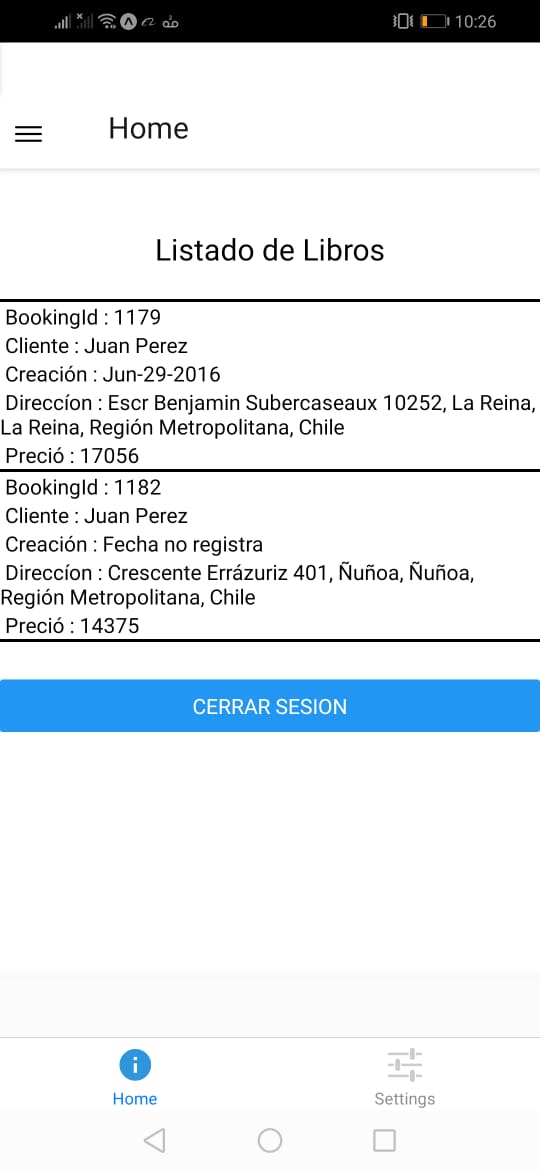 10:26
Home
Listado de Libros
BookingId : 1179
Cliente : Juan Perez
Creación : Jun-29-2016
Direccíon : Escr Benjamin Subercaseaux 10252, La Reina,
La Reina, Región Metropolitana, Chile
Preció : 17056
BookingId : 1182
Cliente : Juan Perez
Creación : Fecha no registra
Direccíon : Crescente Errázuriz 401, Ñuñoa, Ñuñoa,
Región Metropolitana, Chile
Preció : 14375
CERRAR SESION
Home
Settings